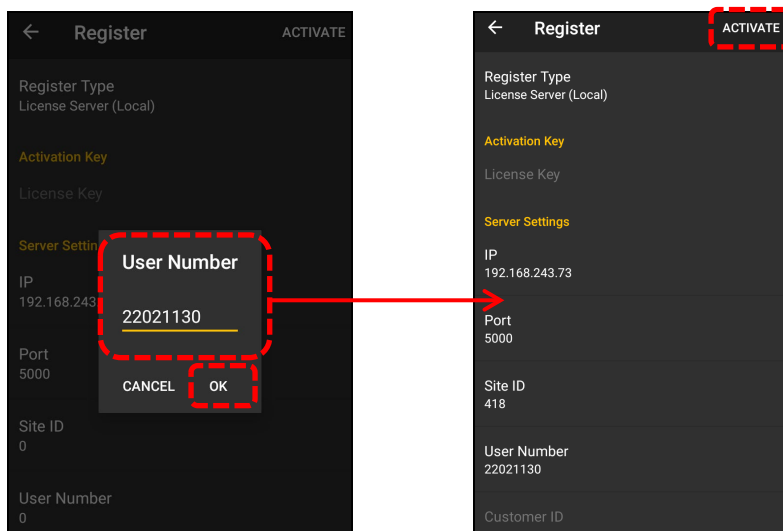 Register
ACTIVATE
Register Type
License Server (Local)
Activation Key
License Key
Server Settin
IP
192.168.243
Port
5000
Site ID
0
User Number
0
User Number
22021130
CANCEL OK
Register
ACTIVATE
Register Type
License Server (Local)
Activation Key
License Key
Server Settings
IP
192.168.243.73
Port
5000
Site ID
418
User Number
22021130
Customer ID